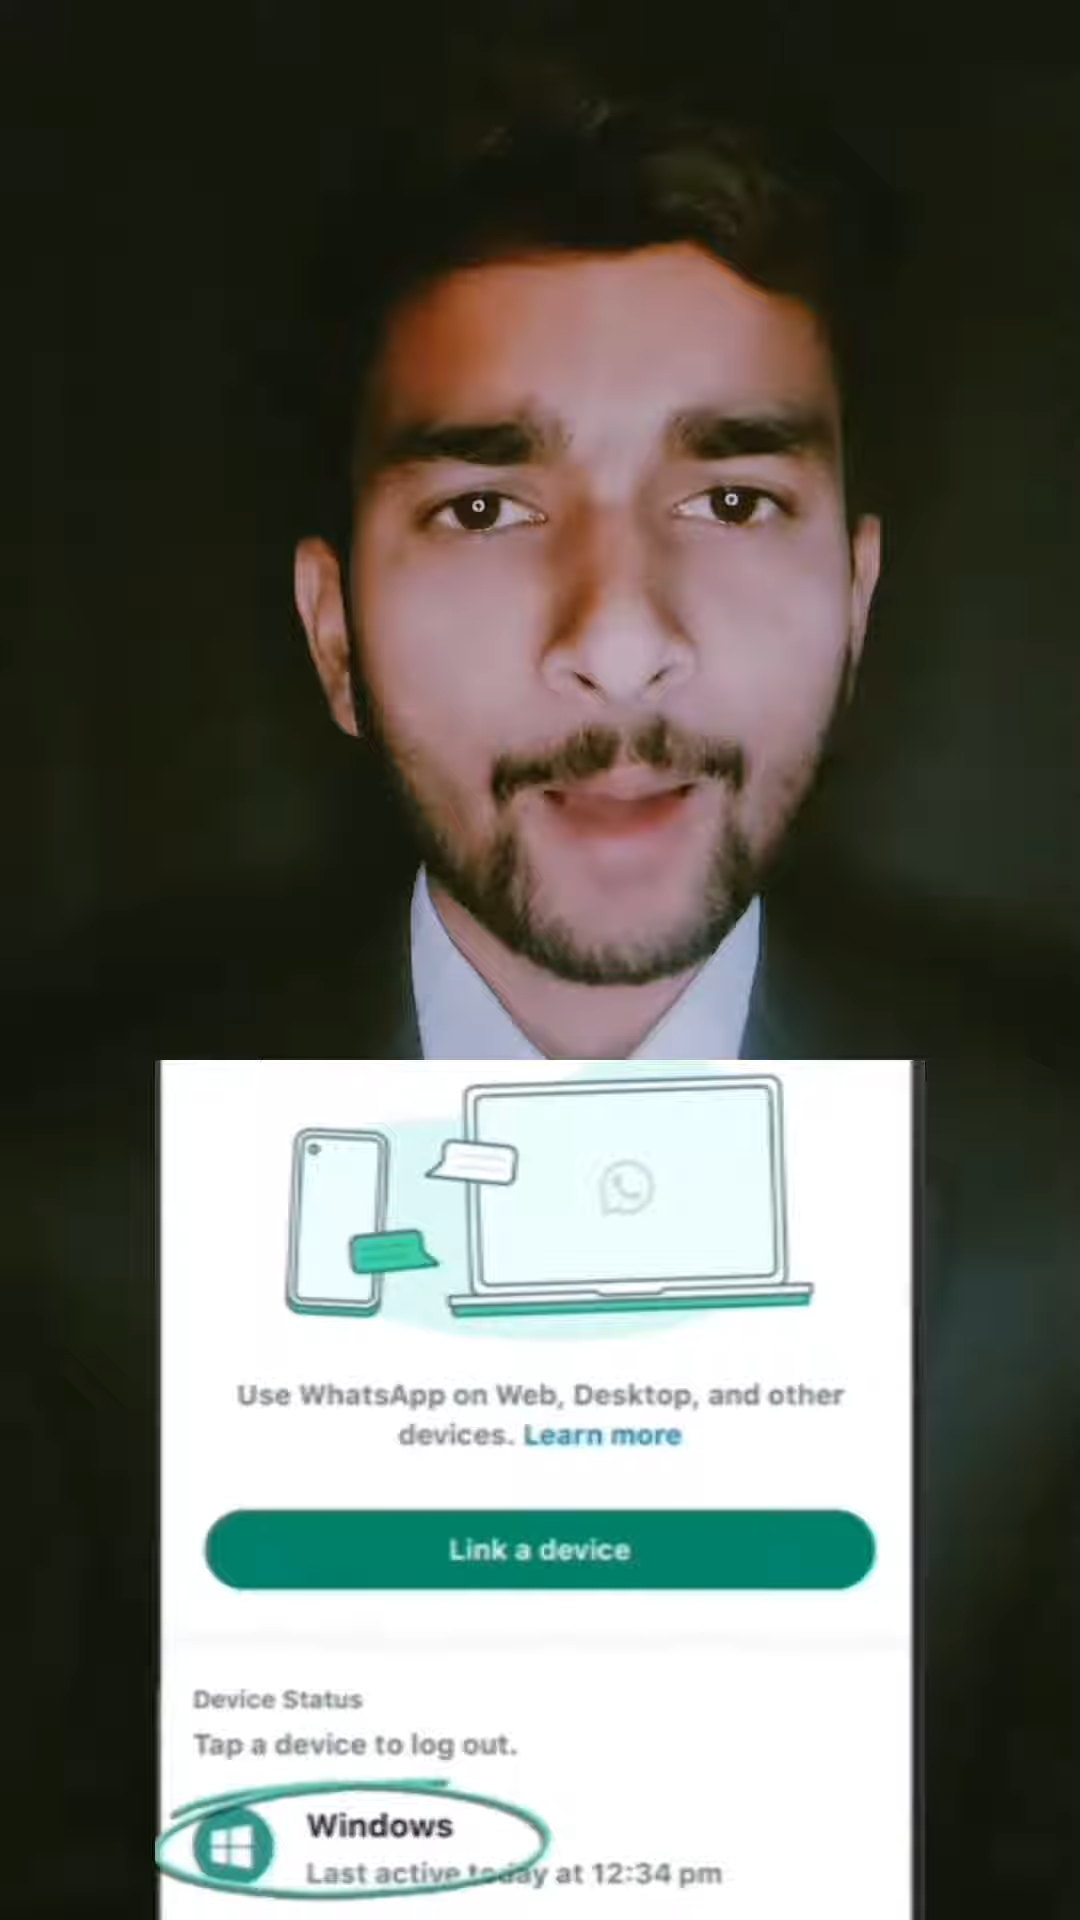 Use WhatsApp on Web, Desktop, and other
devices. Learn more
Link a device
Device Status
Tap a device to log out.
Windows
Last active today at 12:34 pm